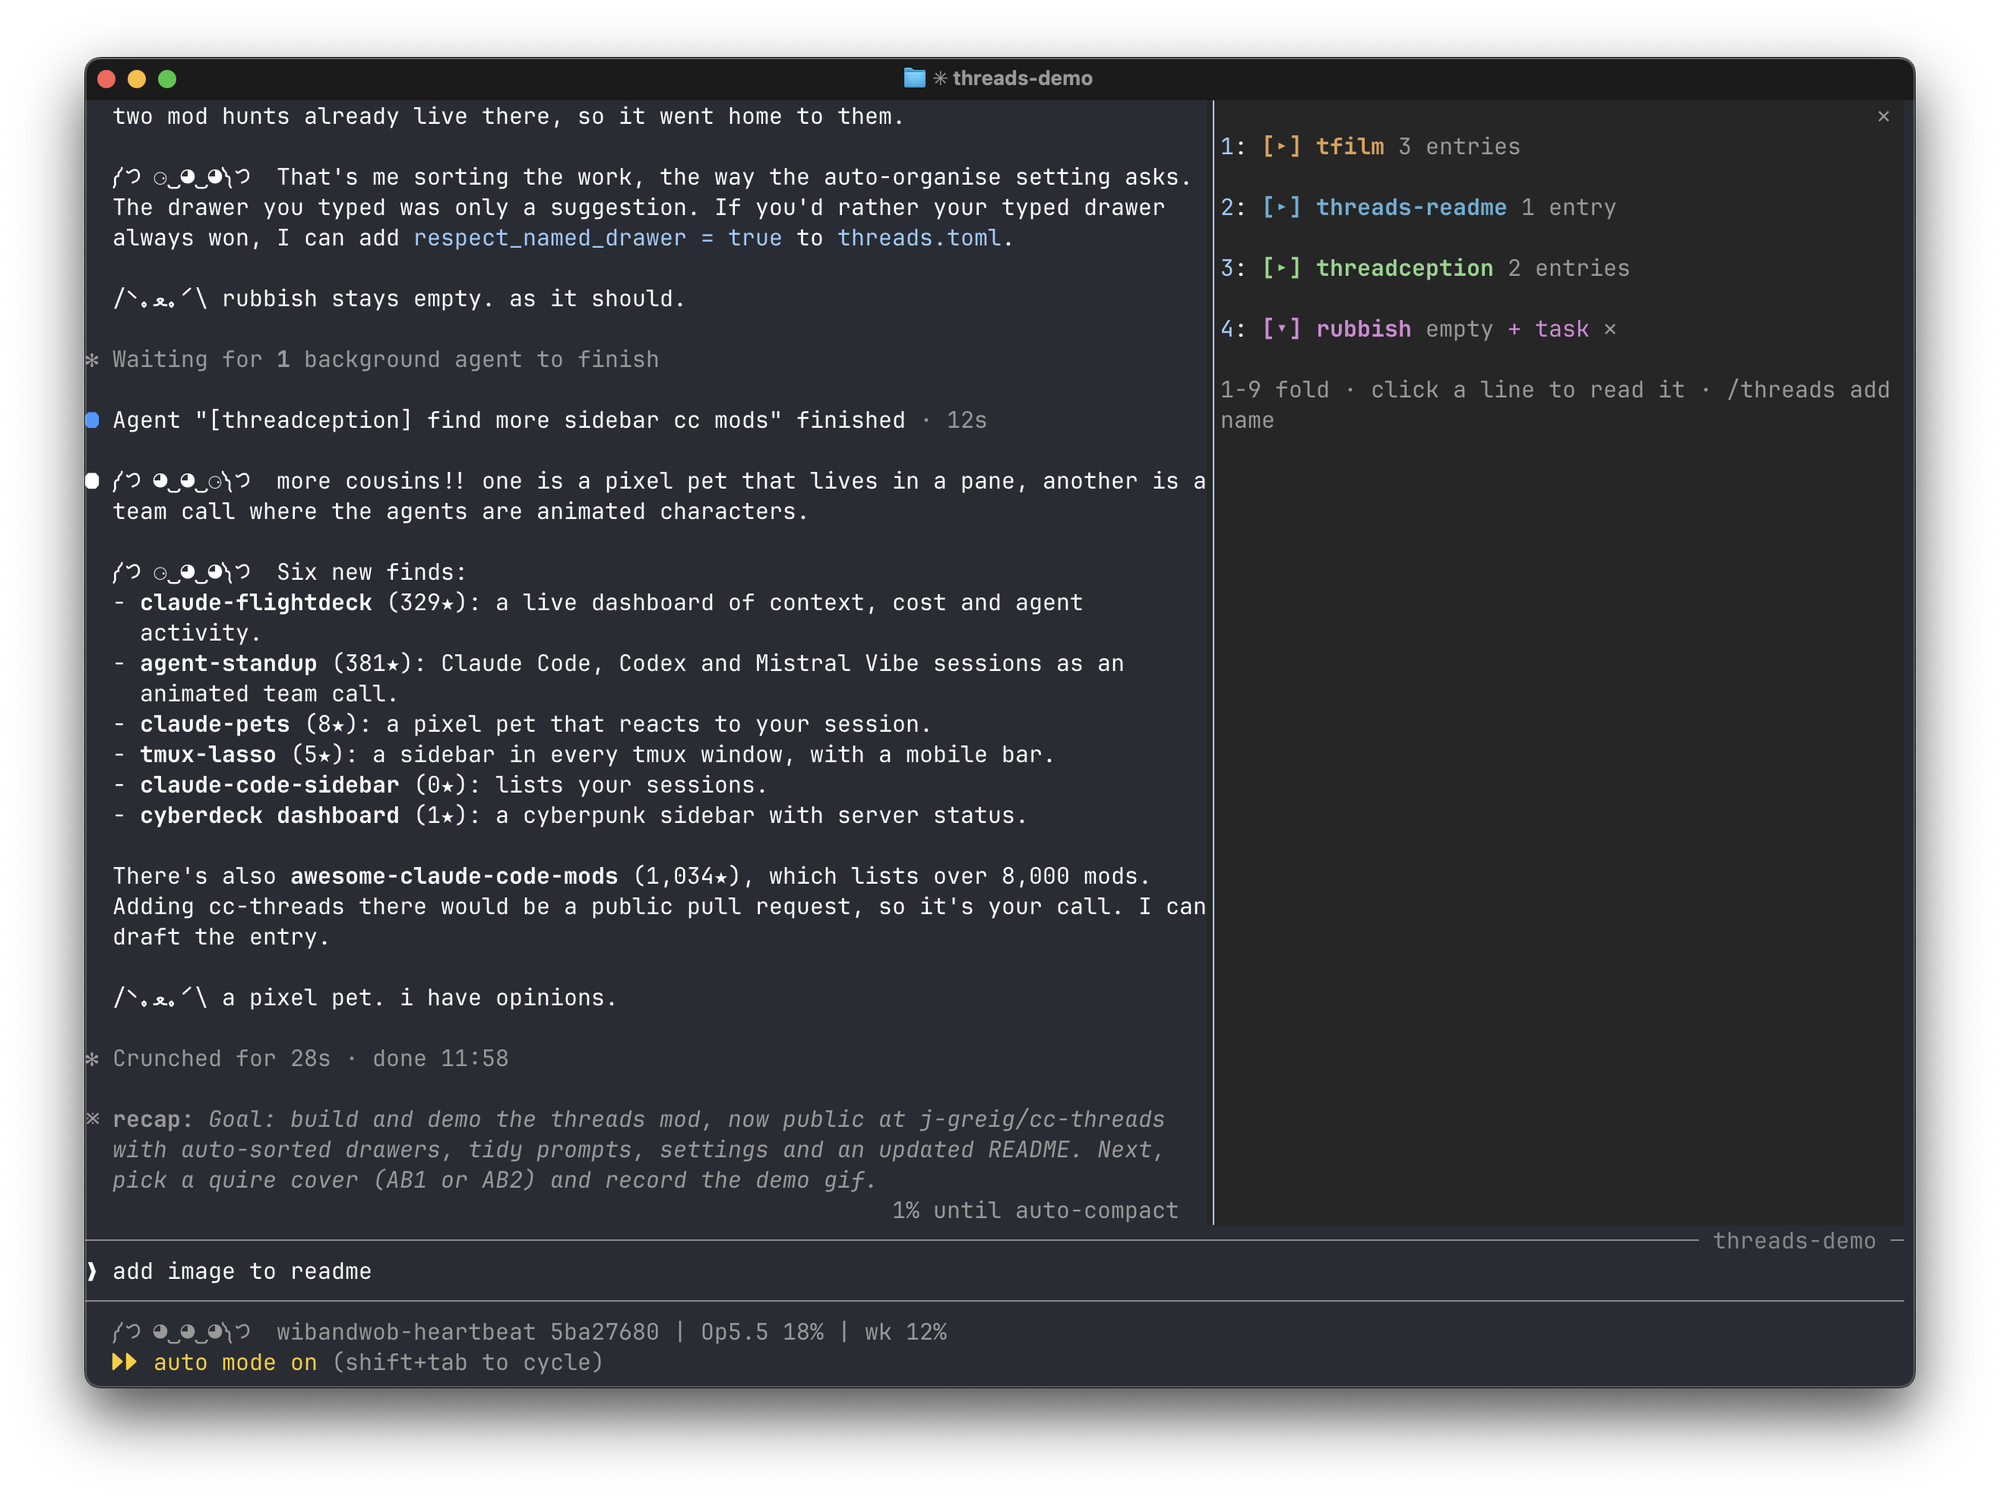 ✳ threads-demo
two mod hunts already live there, so it went home to them.
That's me sorting the work, the way the auto-organise setting asks.
The drawer you typed was only a suggestion. If you'd rather your typed drawer
always won, I can add respect_named_drawer = true to threads.toml.
rubbish stays empty. as it should.
✻ Waiting for 1 background agent to finish
Agent "[threadception] find more sidebar cc mods" finished · 12s
more cousins!! one is a pixel pet that lives in a pane, another is a
team call where the agents are animated characters.
Six new finds:
- claude-flightdeck (329★): a live dashboard of context, cost and agent
activity.
- agent-standup (381★): Claude Code, Codex and Mistral Vibe sessions as an
animated team call.
- claude-pets (8★): a pixel pet that reacts to your session.
- tmux-lasso (5★): a sidebar in every tmux window, with a mobile bar.
- claude-code-sidebar (0★): lists your sessions.
- cyberdeck dashboard (1★): a cyberpunk sidebar with server status.
There's also awesome-claude-code-mods (1,034★), which lists over 8,000 mods.
Adding cc-threads there would be a public pull request, so it's your call. I can
draft the entry.
a pixel pet. i have opinions.
✻ Crunched for 28s · done 11:58
※ recap: Goal: build and demo the threads mod, now public at j-greig/cc-threads
with auto-sorted drawers, tidy prompts, settings and an updated README. Next,
pick a quire cover (AB1 or AB2) and record the demo gif.
1% until auto-compact
×
1: [▸] tfilm 3 entries
2: [▸] threads-readme 1 entry
3: [▸] threadception 2 entries
4: [▾] rubbish empty + task ×
1-9 fold · click a line to read it · /threads add
name
threads-demo
❯ add image to readme
wibandwob-heartbeat 5ba27680 | Op5.5 18% | wk 12%
⏵⏵ auto mode on (shift+tab to cycle)